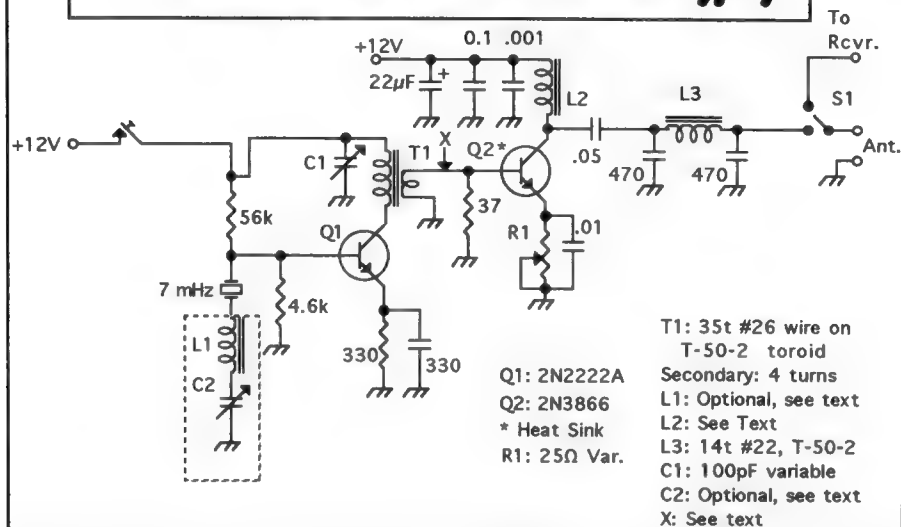 To
Rcvr.
+12V
0.1 .001
22µF
+
L2
L3
S1
+12V
C1
T1
X
Q2*
.05
Ant.
470
470
56k
Q1
37
R1
.01
7 mHz
4.6k
L1
C2
330
330
Q1: 2N2222A
Q2: 2N3866
* Heat Sink
R1: 25Ω Var.
T1: 35t #26 wire on
T-50-2 toroid
Secondary: 4 turns
L1: Optional, see text
L2: See Text
L3: 14t #22, T-50-2
C1: 100pF variable
C2: Optional, see text
X: See text